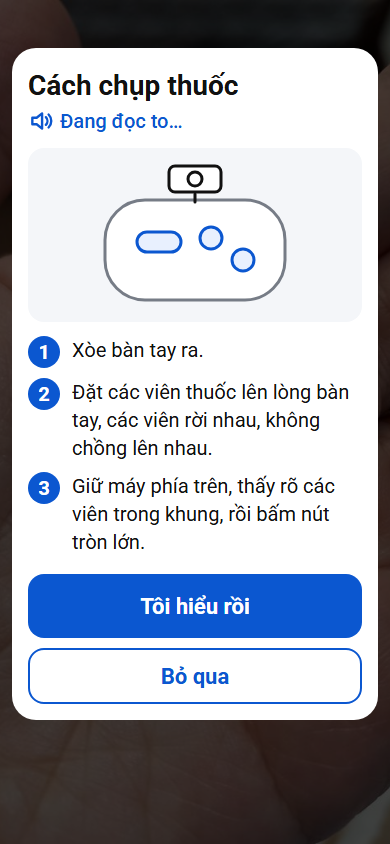 Cách chụp thuốc
Đang đọc to...
1 Xòe bàn tay ra.
2 Đặt các viên thuốc lên lòng bàn
tay, các viên rời nhau, không
chồng lên nhau.
3 Giữ máy phía trên, thấy rõ các
viên trong khung, rồi bấm nút
tròn lớn.
Tôi hiểu rồi
Bỏ qua